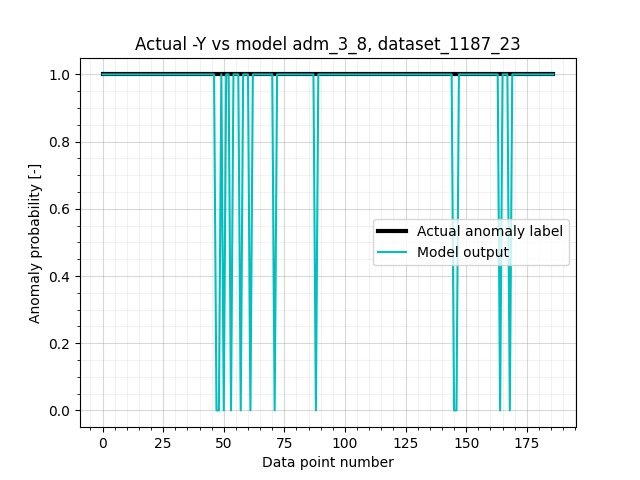 Actual -Y vs model adm_3_8, dataset_1187_23
1.0
0.8
0.6
0.4
0.2
0.0
Anomaly probability [-]
Actual anomaly label
Model output
0 25 50 75 100 125 150 175
Data point number